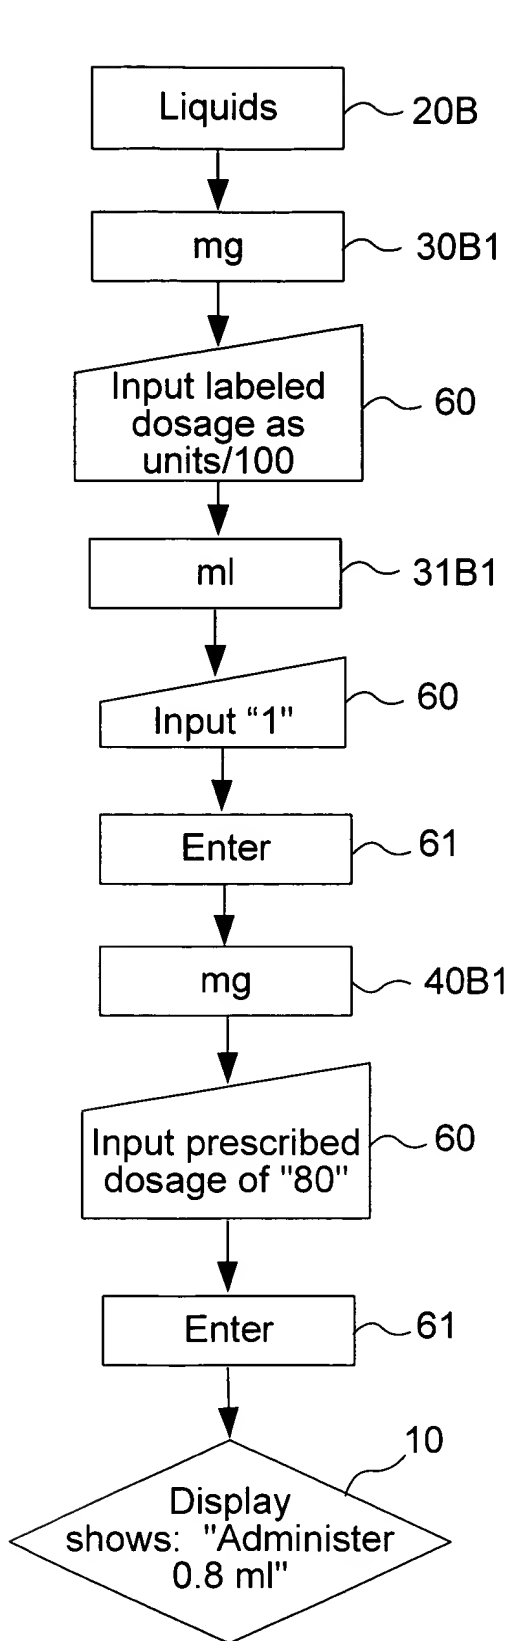 Liquids
20B
mg
30B1
Input labeled
dosage as
units/100
60
ml
31B1
Input “1"
60
Enter
61
mg
40B1
Input prescribed
dosage of "80"
60
Enter
61
10
Display
shows: "Administer
0.8 ml"